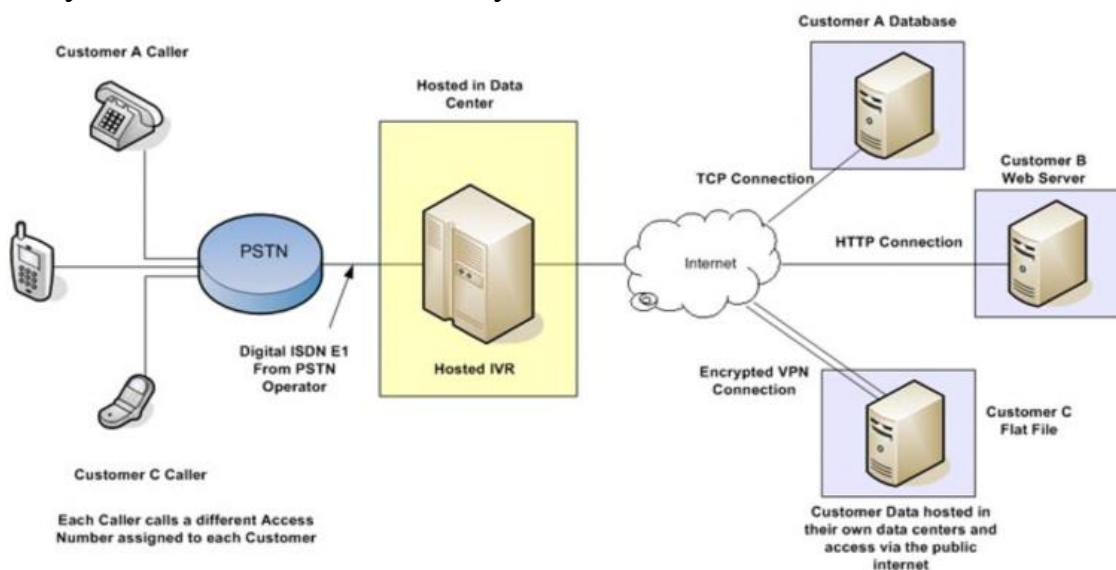 Customer A Caller
PSTN
Digital ISDN E1
From PSTN
Operator
Customer C Caller
Each Caller calls a different Access
Number assigned to each Customer
Hosted in Data
Center
Hosted IVR
Internet
Customer A Database
TCP Connection
Customer B
Web Server
HTTP Connection
Encrypted VPN
Connection
Customer C
Flat File
Customer Data hosted in
their own data centers and
access via the public
internet